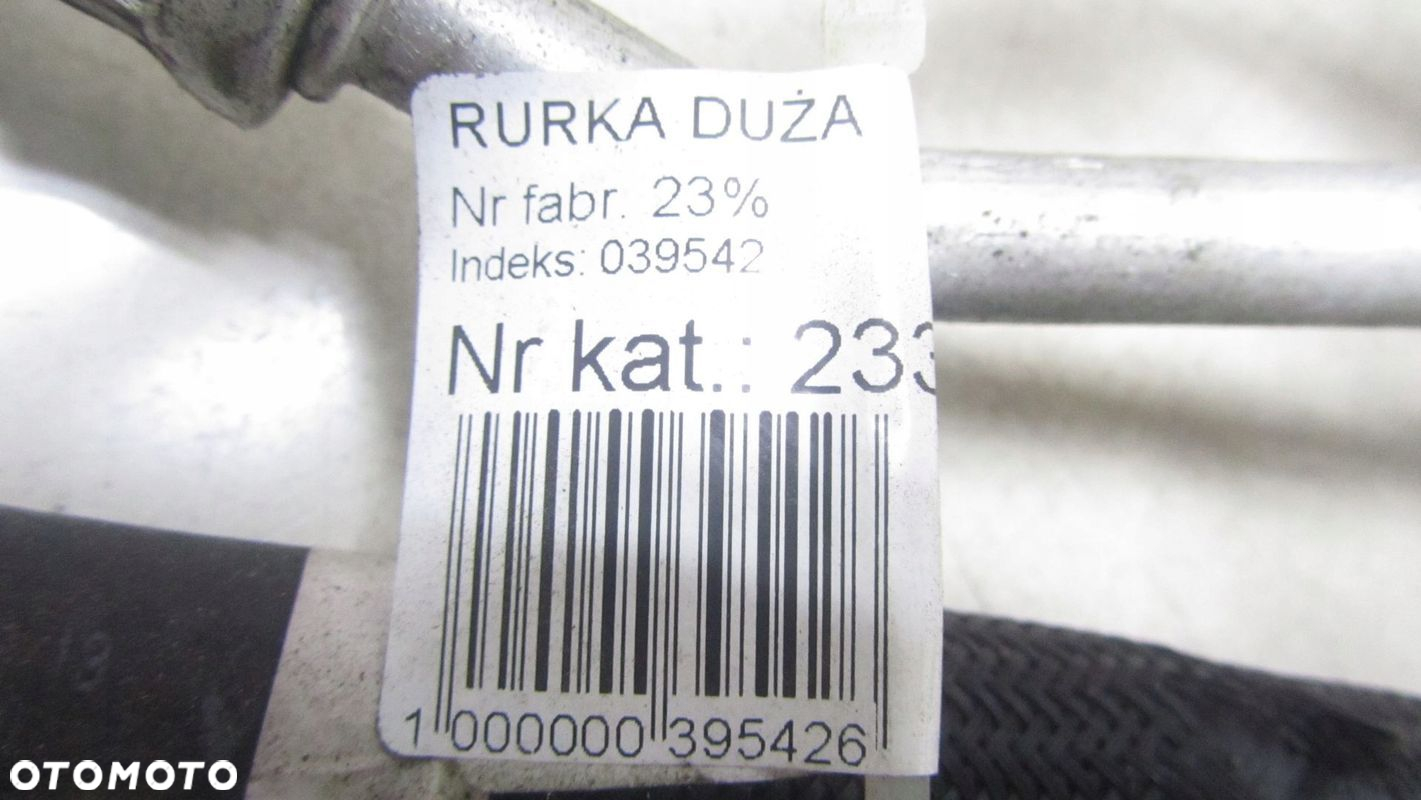 RURKA DUŻA
Nr fabr. 23%
Indeks: 039542
Nr kat.: 233
1 000000 395426
OTOMOTO